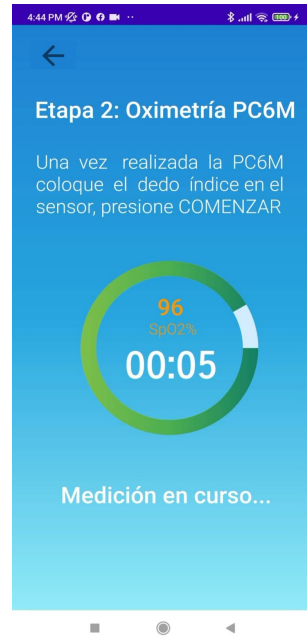 4:44 PM
100
Etapa 2: Oximetría PC6M
Una vez realizada la PC6M
coloque el dedo índice en el
sensor, presione COMENZAR
96
SpO2%
00:05
Medición en curso...